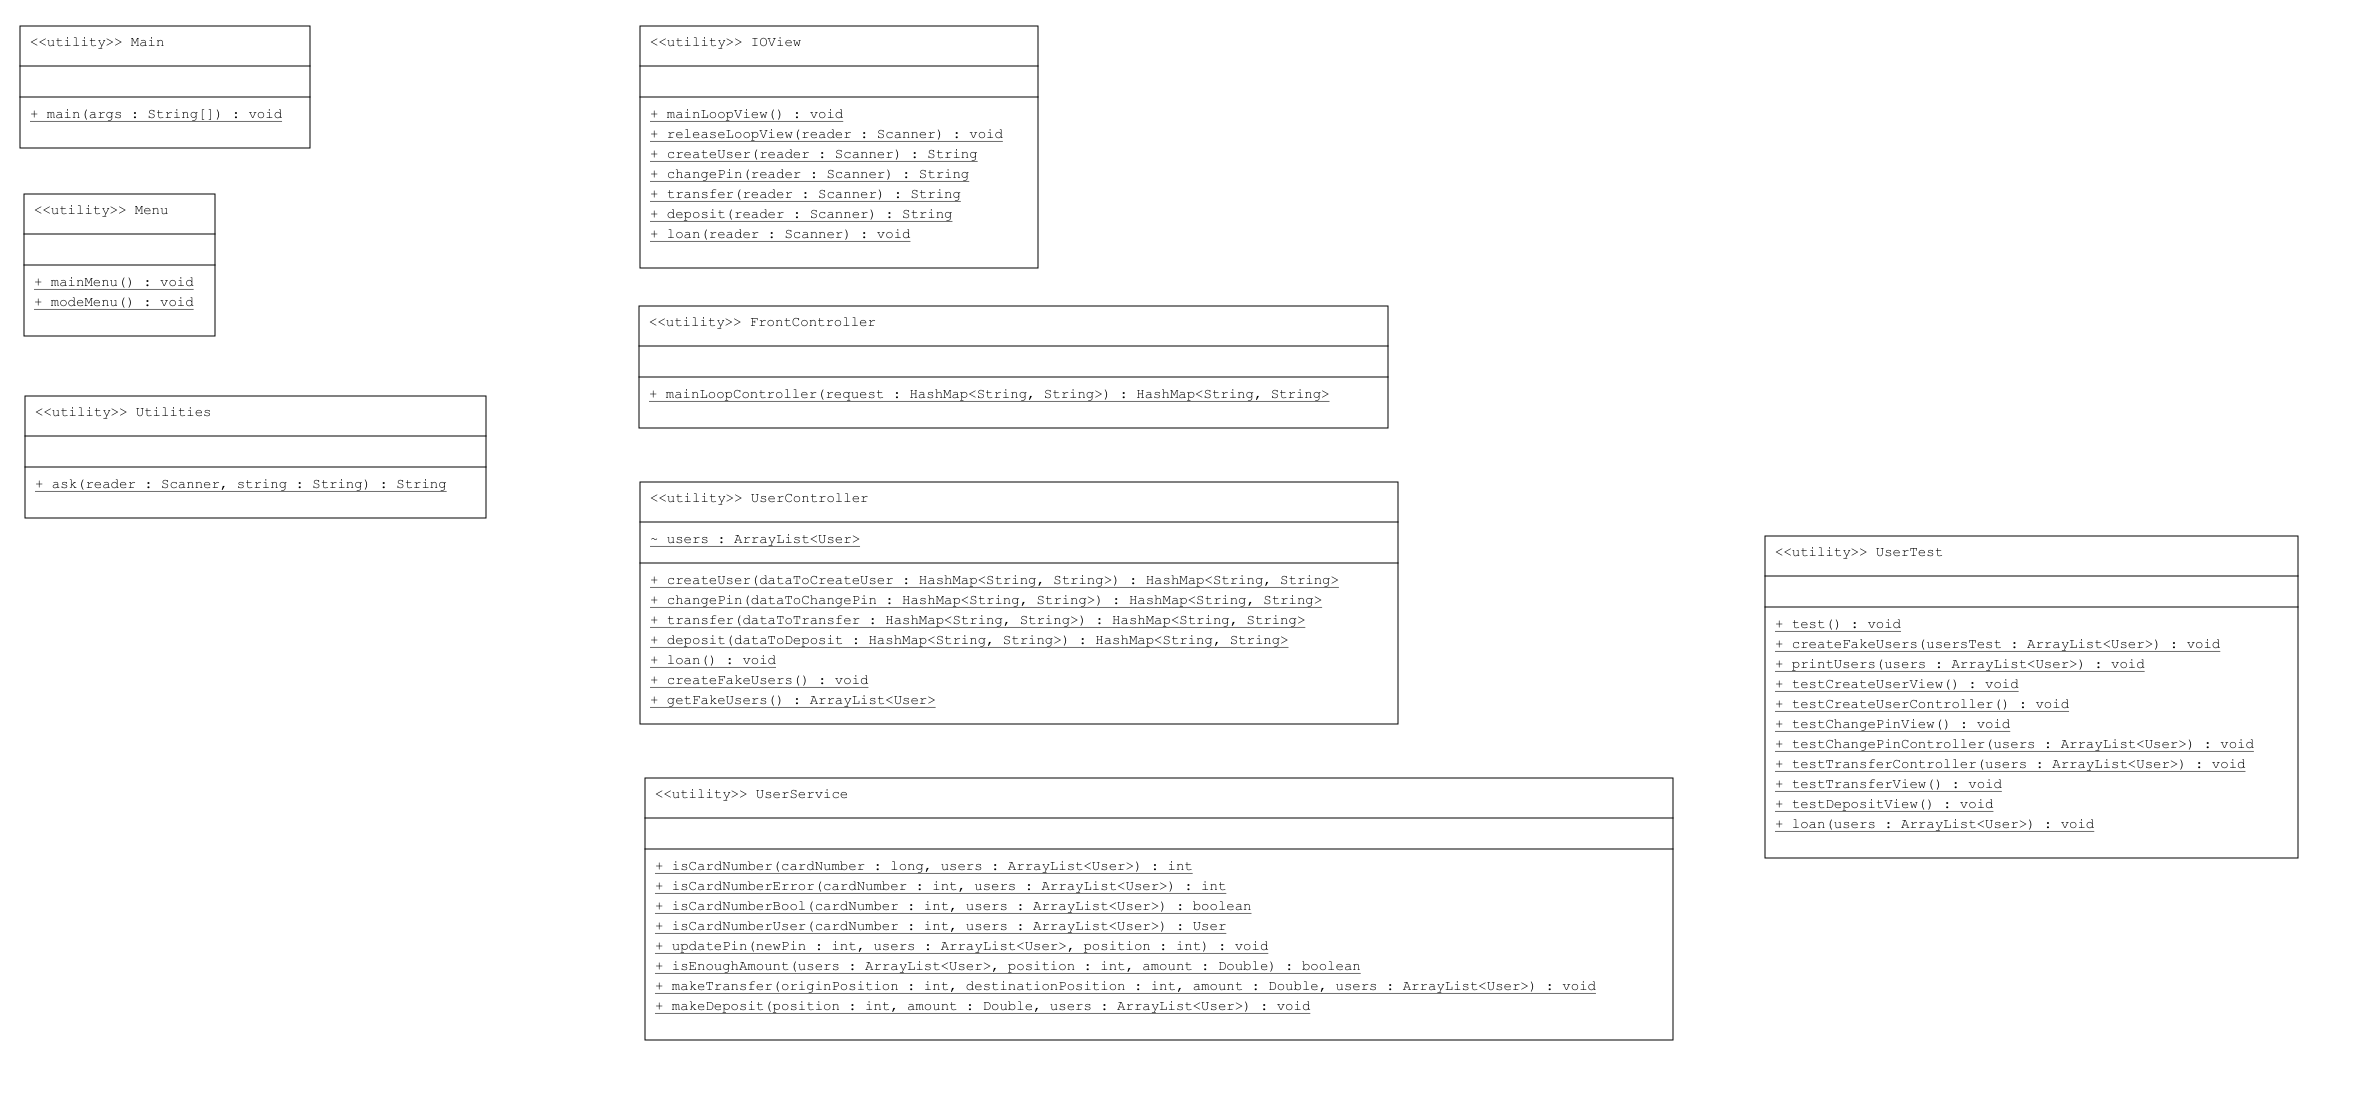 <<utility>> Main
+ main(args : String[]) : void
<<utility>> Menu
+ mainMenu() : void
+ modeMenu() : void
<<utility>> Utilities
+ ask(reader : Scanner, string : String) : String
<<utility>> IOView
+ mainLoopView() : void
+ releaseLoopView(reader : Scanner) : void
+ createUser(reader : Scanner) : String
+ changePin(reader : Scanner) : String
+ transfer(reader : Scanner) : String
+ deposit(reader : Scanner) : String
+ loan(reader : Scanner) : void
<<utility>> FrontController
+ mainLoopController(request : HashMap<String, String>) : HashMap<String, String>
<<utility>> UserController
~ users : ArrayList<User>
+ createUser(dataToCreateUser : HashMap<String, String>) : HashMap<String, String>
+ changePin(dataToChangePin : HashMap<String, String>) : HashMap<String, String>
+ transfer(dataToTransfer : HashMap<String, String>) : HashMap<String, String>
+ deposit(dataToDeposit : HashMap<String, String>) : HashMap<String, String>
+ loan() : void
+ createFakeUsers() : void
+ getFakeUsers() : ArrayList<User>
<<utility>> UserService
+ isCardNumber(cardNumber : long, users : ArrayList<User>) : int
+ isCardNumberError(cardNumber : int, users : ArrayList<User>) : int
+ isCardNumberBool(cardNumber : int, users : ArrayList<User>) : boolean
+ isCardNumberUser(cardNumber : int, users : ArrayList<User>) : User
+ updatePin(newPin : int, users : ArrayList<User>, position : int) : void
+ isEnoughAmount(users : ArrayList<User>, position : int, amount : Double) : boolean
+ makeTransfer(originPosition : int, destinationPosition : int, amount : Double, users : ArrayList<User>) : void
+ makeDeposit(position : int, amount : Double, users : ArrayList<User>) : void
<<utility>> UserTest
+ test() : void
+ createFakeUsers(usersTest : ArrayList<User>) : void
+ printUsers(users : ArrayList<User>) : void
+ testCreateUserView() : void
+ testCreateUserController() : void
+ testChangePinView() : void
+ testChangePinController(users : ArrayList<User>) : void
+ testTransferController(users : ArrayList<User>) : void
+ testTransferView() : void
+ testDepositView() : void
+ loan(users : ArrayList<User>) : void